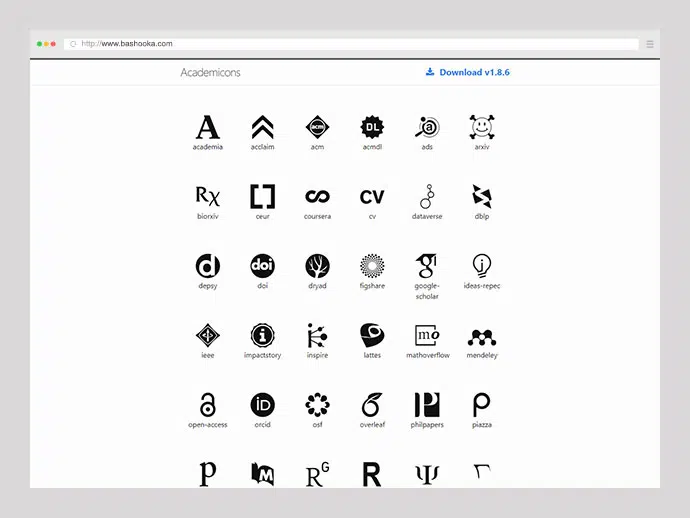 http://www.bashooka.com
Academicons
Download v1.8.6
A
acm
DL
a
academia acclaim acm acmdl ads arxiv
Rχ
CV
biorxiv ceur coursera cv dataverse dblp
d
doi
g
i
depsy doi dryad figshare google-scholar ideas-repec
i
m
ieee impactstory inspire lattes mathoverflow mendeley
iD
P
p
open-access orcid osf overleaf philpapers piazza
p
M
RG
R
Ψ